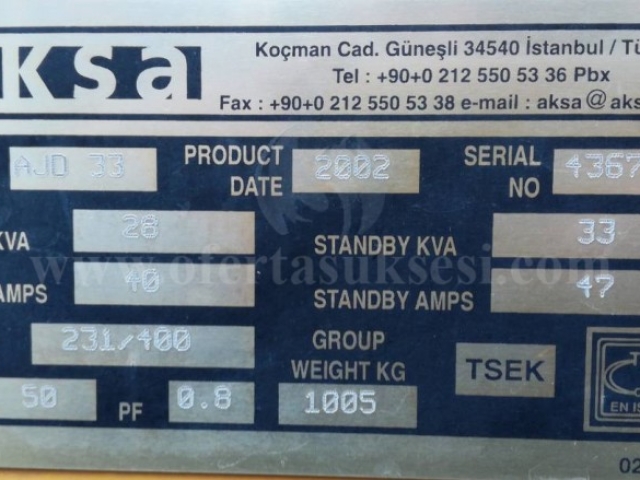 aksa
Koçman Cad. Güneşli 34540 İstanbul / Tü
Tel : +90+0 212 550 53 36 Pbx
Fax : +90+0 212 550 53 38 e-mail : aksa@aks
AJD 33 PRODUCT DATE 2002 SERIAL NO 4367
KVA 28 STANDBY KVA 33
www.ofertasuksesi.com
AMPS 40 STANDBY AMPS 47
231/400 GROUP WEIGHT KG TSEK
50 PF 0.8 1005
EN IS
02